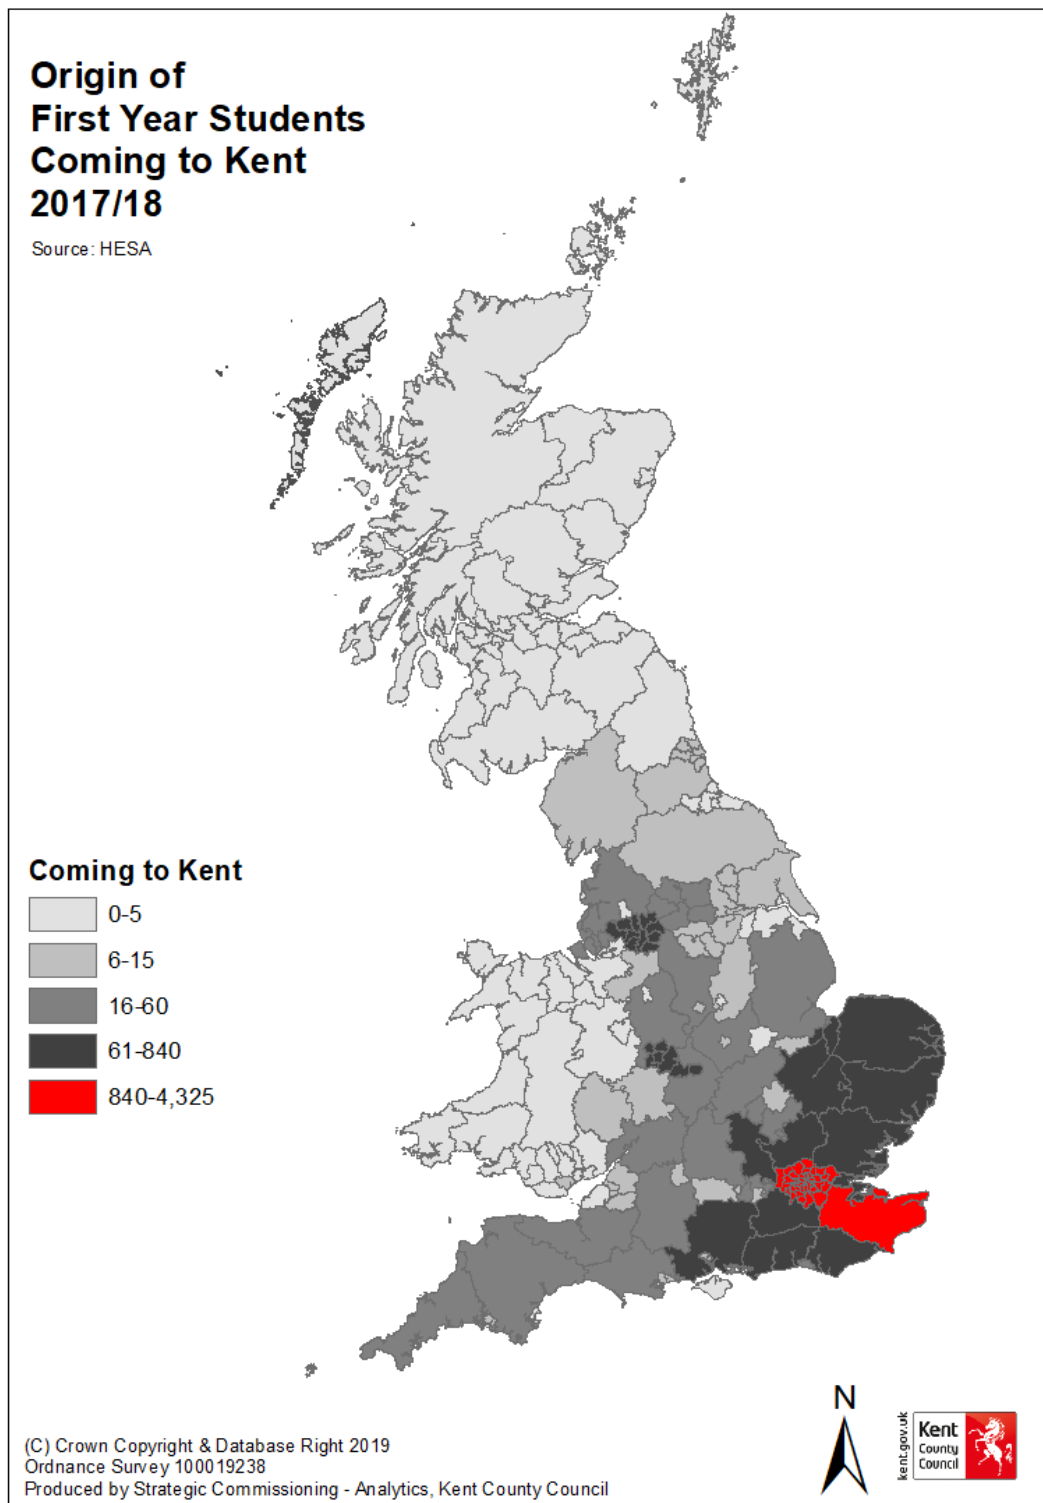 Origin of
First Year Students
Coming to Kent
2017/18
Source: HESA
Coming to Kent
0-5
6-15
16-60
61-840
840-4,325
N
kent.gov.uk
Kent
County
Council
(C) Crown Copyright & Database Right 2019
Ordnance Survey 100019238
Produced by Strategic Commissioning - Analytics, Kent County Council